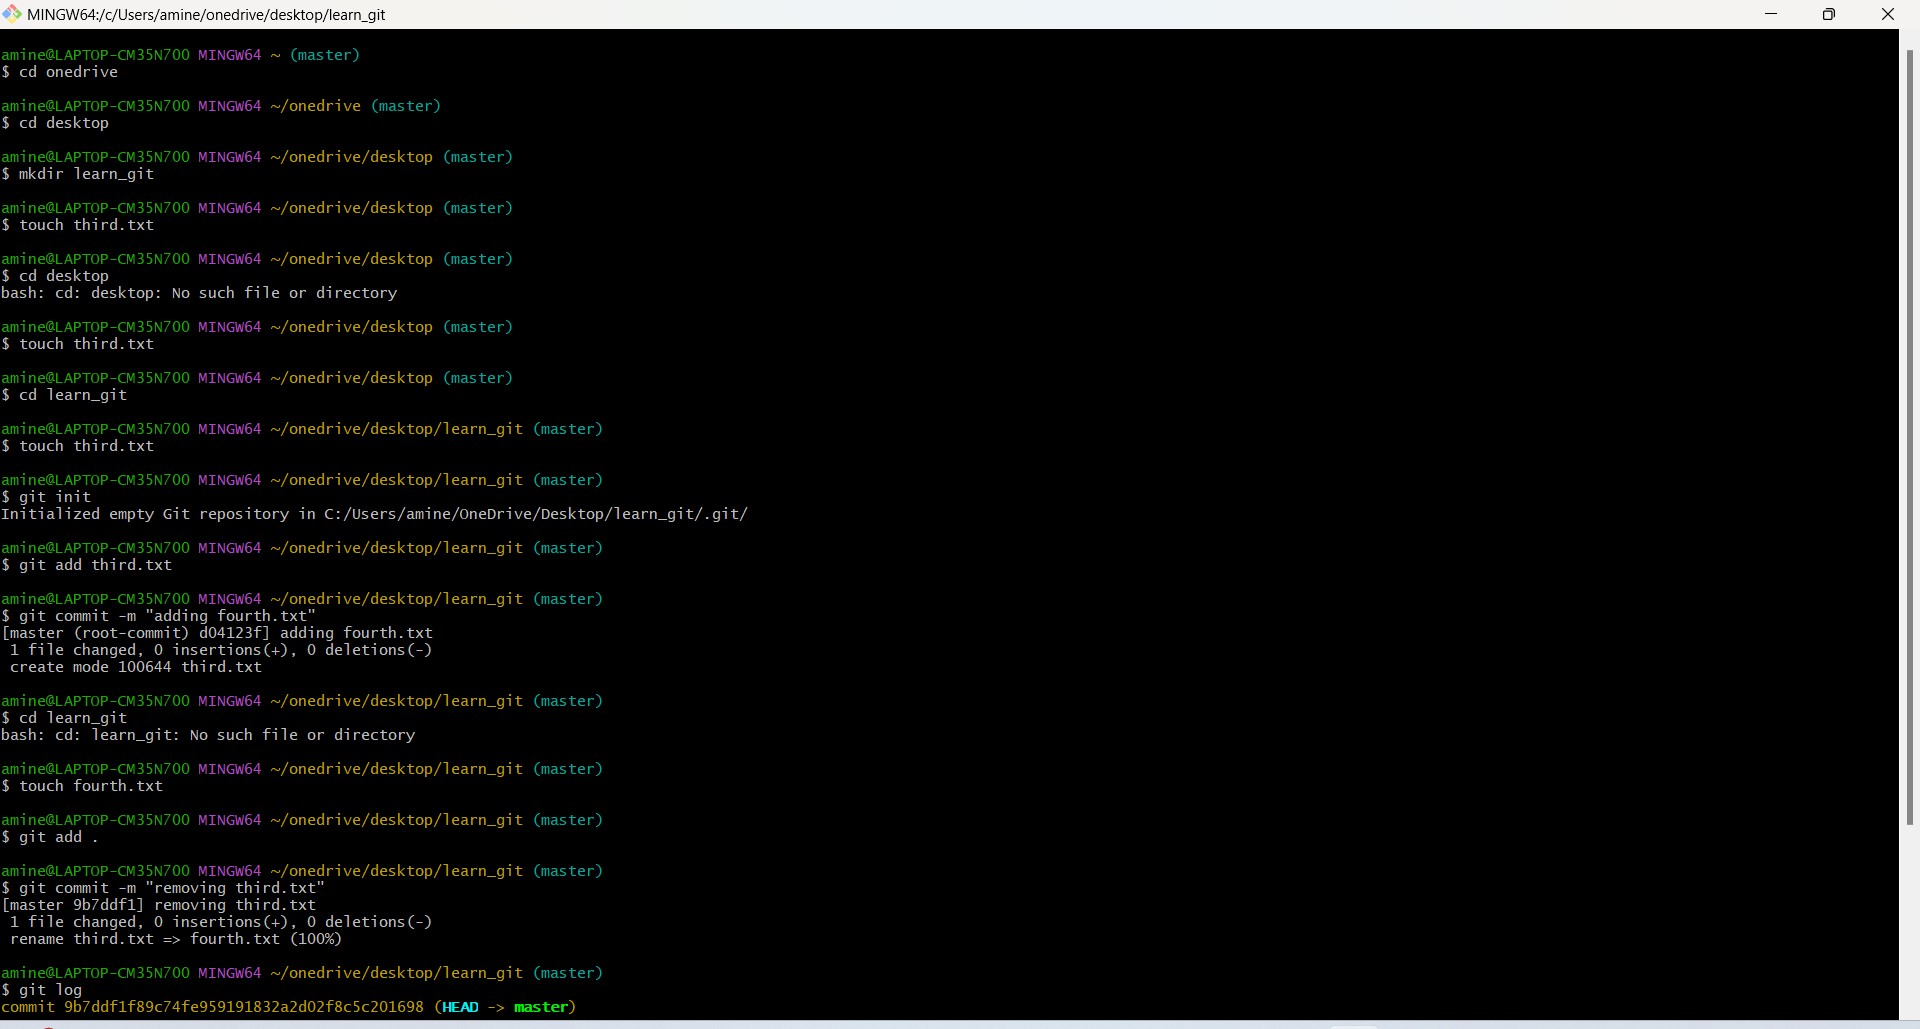 MINGW64:/c/Users/amine/onedrive/desktop/learn_git
amine@LAPTOP-CM35N700 MINGW64 ~ (master)
$ cd onedrive
amine@LAPTOP-CM35N700 MINGW64 ~/onedrive (master)
$ cd desktop
amine@LAPTOP-CM35N700 MINGW64 ~/onedrive/desktop (master)
$ mkdir learn_git
amine@LAPTOP-CM35N700 MINGW64 ~/onedrive/desktop (master)
$ touch third.txt
amine@LAPTOP-CM35N700 MINGW64 ~/onedrive/desktop (master)
$ cd desktop
bash: cd: desktop: No such file or directory
amine@LAPTOP-CM35N700 MINGW64 ~/onedrive/desktop (master)
$ touch third.txt
amine@LAPTOP-CM35N700 MINGW64 ~/onedrive/desktop (master)
$ cd learn_git
amine@LAPTOP-CM35N700 MINGW64 ~/onedrive/desktop/learn_git (master)
$ touch third.txt
amine@LAPTOP-CM35N700 MINGW64 ~/onedrive/desktop/learn_git (master)
$ git init
Initialized empty Git repository in C:/Users/amine/OneDrive/Desktop/learn_git/.git/
amine@LAPTOP-CM35N700 MINGW64 ~/onedrive/desktop/learn_git (master)
$ git add third.txt
amine@LAPTOP-CM35N700 MINGW64 ~/onedrive/desktop/learn_git (master)
$ git commit -m "adding fourth.txt"
[master (root-commit) d04123f] adding fourth.txt
1 file changed, 0 insertions(+), 0 deletions(-)
create mode 100644 third.txt
amine@LAPTOP-CM35N700 MINGW64 ~/onedrive/desktop/learn_git (master)
$ cd learn_git
bash: cd: learn_git: No such file or directory
amine@LAPTOP-CM35N700 MINGW64 ~/onedrive/desktop/learn_git (master)
$ touch fourth.txt
amine@LAPTOP-CM35N700 MINGW64 ~/onedrive/desktop/learn_git (master)
$ git add .
amine@LAPTOP-CM35N700 MINGW64 ~/onedrive/desktop/learn_git (master)
$ git commit -m "removing third.txt"
[master 9b7ddf1] removing third.txt
1 file changed, 0 insertions(+), 0 deletions(-)
rename third.txt => fourth.txt (100%)
amine@LAPTOP-CM35N700 MINGW64 ~/onedrive/desktop/learn_git (master)
$ git log
commit 9b7ddf1f89c74fe959191832a2d02f8c5c201698 (HEAD -> master)